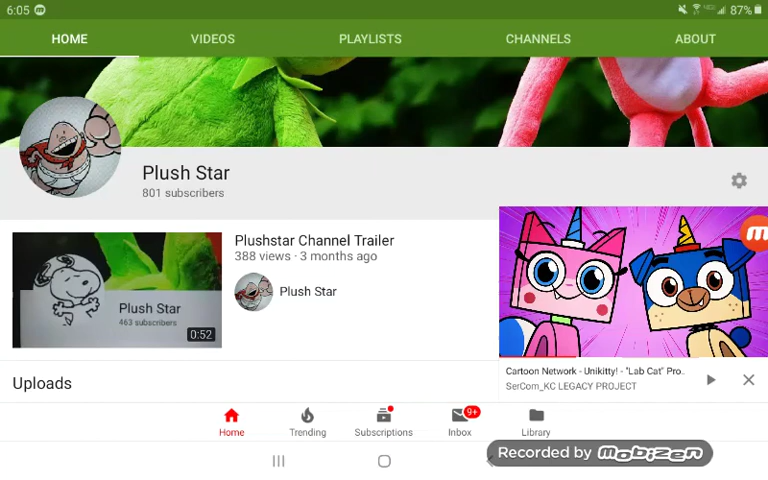 6:05 87%
HOME VIDEOS PLAYLISTS CHANNELS ABOUT
Plush Star
801 subscribers
Plushstar Channel Trailer
388 views · 3 months ago
Plush Star
Plush Star
463 subscribers
0:52
Cartoon Network - Unikitty! - "Lab Cat" Pro..
SerCom_KC LEGACY PROJECT
Uploads
Home Trending Subscriptions Inbox Library
9+
Recorded by mobizen